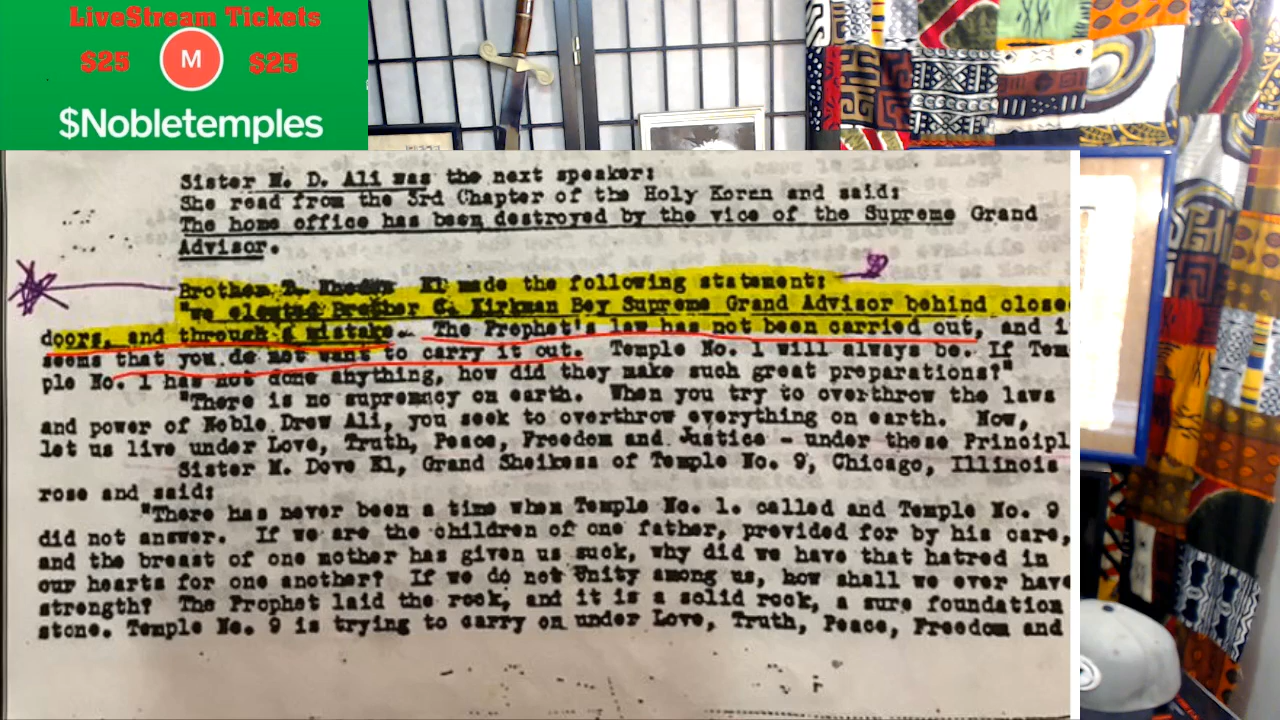 LiveStream Tickets
$25 M $25
$Nobletemples
Sister M. D. Ali was the next speaker:
She read from the 3rd Chapter of the Holy Koran and said:
The home office has been destroyed by the vice of the Supreme Grand
Advisor.
Brother El made the following statement:
"We elected Brother C. Kirkman Bey Supreme Grand Advisor behind close
doors, and through a mistake. The Prophet's law has not been carried out, and i
seems that you do not want to carry it out. Temple No. 1 will always be. If Tem
ple No. 1 has not done anything, how did they make such great preparations?"
"There is no supremacy on earth. When you try to overthrow the laws
and power of Noble Drew Ali, you seek to overthrow everything on earth. Now,
let us live under Love, Truth, Peace, Freedom and Justice - under these Principl
Sister M. Dove El, Grand Sheikess of Temple No. 9, Chicago, Illinois
rose and said:
"There has never been a time when Temple No. 1. called and Temple No. 9
did not answer. If we are the children of one father, provided for by his care,
and the breast of one mother has given us suck, why did we have that hatred in
our hearts for one another? If we do not Unity among us, how shall we ever have
strength? The Prophet laid the rock, and it is a solid rock, a sure foundation
stone. Temple No. 9 is trying to carry on under Love, Truth, Peace, Freedom and